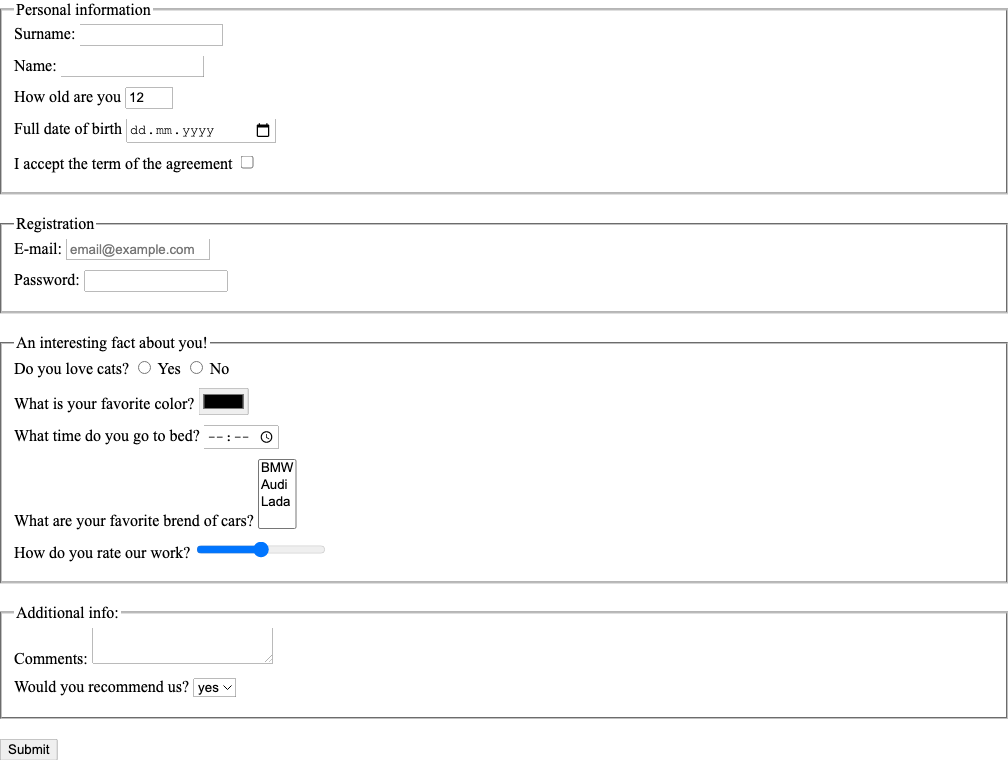 Personal information
Surname:
Name:
How old are you 12
Full date of birth dd.mm.yyyy
I accept the term of the agreement
Registration
E-mail: email@example.com
Password:
An interesting fact about you!
Do you love cats? Yes No
What is your favorite color?
What time do you go to bed? --:--
BMW
Audi
Lada
What are your favorite brend of cars?
How do you rate our work?
Additional info:
Comments:
Would you recommend us? yes
Submit